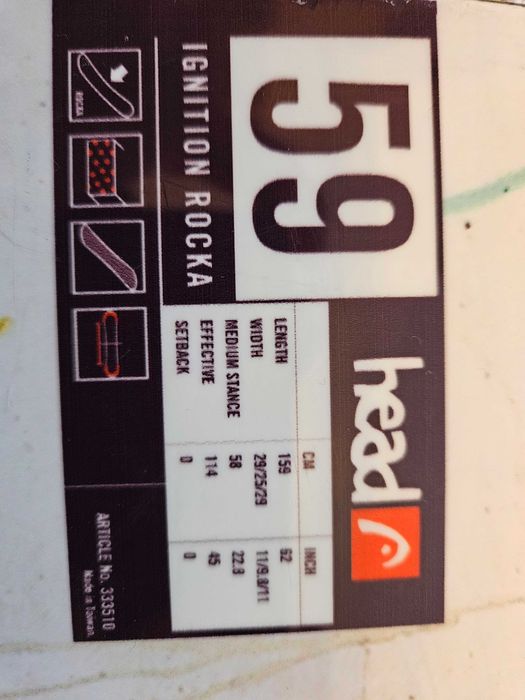 59
IGNITION ROCKA
ROCKA
head
CM INCH
LENGTH 159 62
WIDTH 29/25/29 11/9.8/11
MEDIUM STANCE 58 22.8
EFFECTIVE 114 45
SETBACK 0 0
ARTICLE No. 333510
Made in Taiwan.